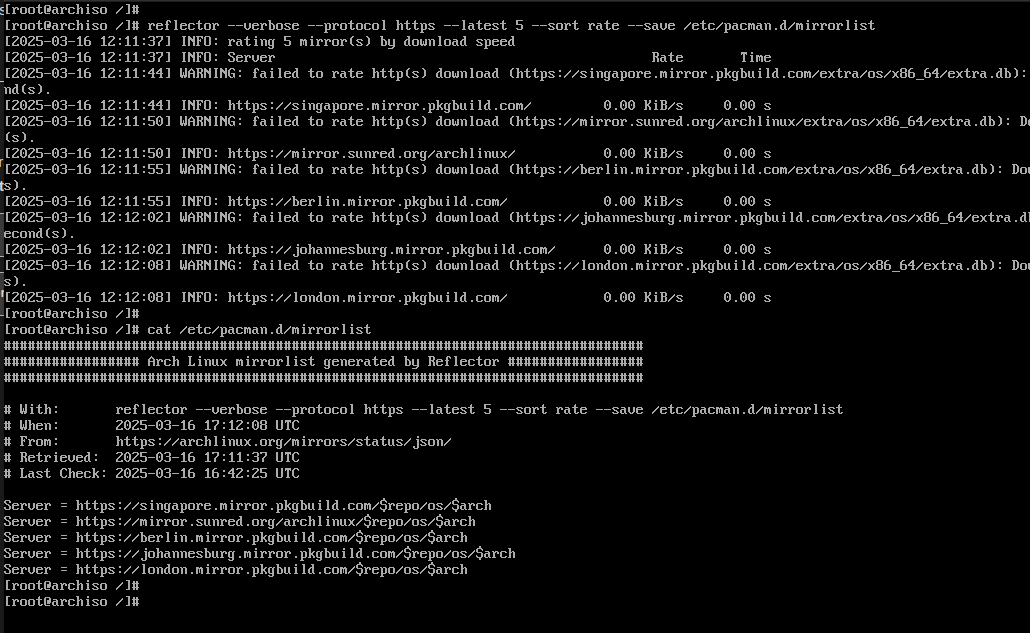 [root@archiso /]#
[root@archiso /]# reflector --verbose --protocol https --latest 5 --sort rate --save /etc/pacman.d/mirrorlist
[2025-03-16 12:11:37] INFO: rating 5 mirror(s) by download speed
[2025-03-16 12:11:37] INFO: Server Rate Time
[2025-03-16 12:11:44] WARNING: failed to rate http(s) download (https://singapore.mirror.pkgbuild.com/extra/os/x86_64/extra.db):
nd(s).
[2025-03-16 12:11:44] INFO: https://singapore.mirror.pkgbuild.com/ 0.00 KiB/s 0.00 s
[2025-03-16 12:11:50] WARNING: failed to rate http(s) download (https://mirror.sunred.org/archlinux/extra/os/x86_64/extra.db): Do
(s).
[2025-03-16 12:11:50] INFO: https://mirror.sunred.org/archlinux/ 0.00 KiB/s 0.00 s
[2025-03-16 12:11:55] WARNING: failed to rate http(s) download (https://berlin.mirror.pkgbuild.com/extra/os/x86_64/extra.db): Dou
s).
[2025-03-16 12:11:55] INFO: https://berlin.mirror.pkgbuild.com/ 0.00 KiB/s 0.00 s
[2025-03-16 12:12:02] WARNING: failed to rate http(s) download (https://johannesburg.mirror.pkgbuild.com/extra/os/x86_64/extra.db
econd(s).
[2025-03-16 12:12:02] INFO: https://johannesburg.mirror.pkgbuild.com/ 0.00 KiB/s 0.00 s
[2025-03-16 12:12:08] WARNING: failed to rate http(s) download (https://london.mirror.pkgbuild.com/extra/os/x86_64/extra.db): Dou
s).
[2025-03-16 12:12:08] INFO: https://london.mirror.pkgbuild.com/ 0.00 KiB/s 0.00 s
[root@archiso /]#
[root@archiso /]# cat /etc/pacman.d/mirrorlist
################################################################################
################# Arch Linux mirrorlist generated by Reflector #################
################################################################################
# With: reflector --verbose --protocol https --latest 5 --sort rate --save /etc/pacman.d/mirrorlist
# When: 2025-03-16 17:12:08 UTC
# From: https://archlinux.org/mirrors/status/json/
# Retrieved: 2025-03-16 17:11:37 UTC
# Last Check: 2025-03-16 16:42:25 UTC
Server = https://singapore.mirror.pkgbuild.com/$repo/os/$arch
Server = https://mirror.sunred.org/archlinux/$repo/os/$arch
Server = https://berlin.mirror.pkgbuild.com/$repo/os/$arch
Server = https://johannesburg.mirror.pkgbuild.com/$repo/os/$arch
Server = https://london.mirror.pkgbuild.com/$repo/os/$arch
[root@archiso /]#
[root@archiso /]#